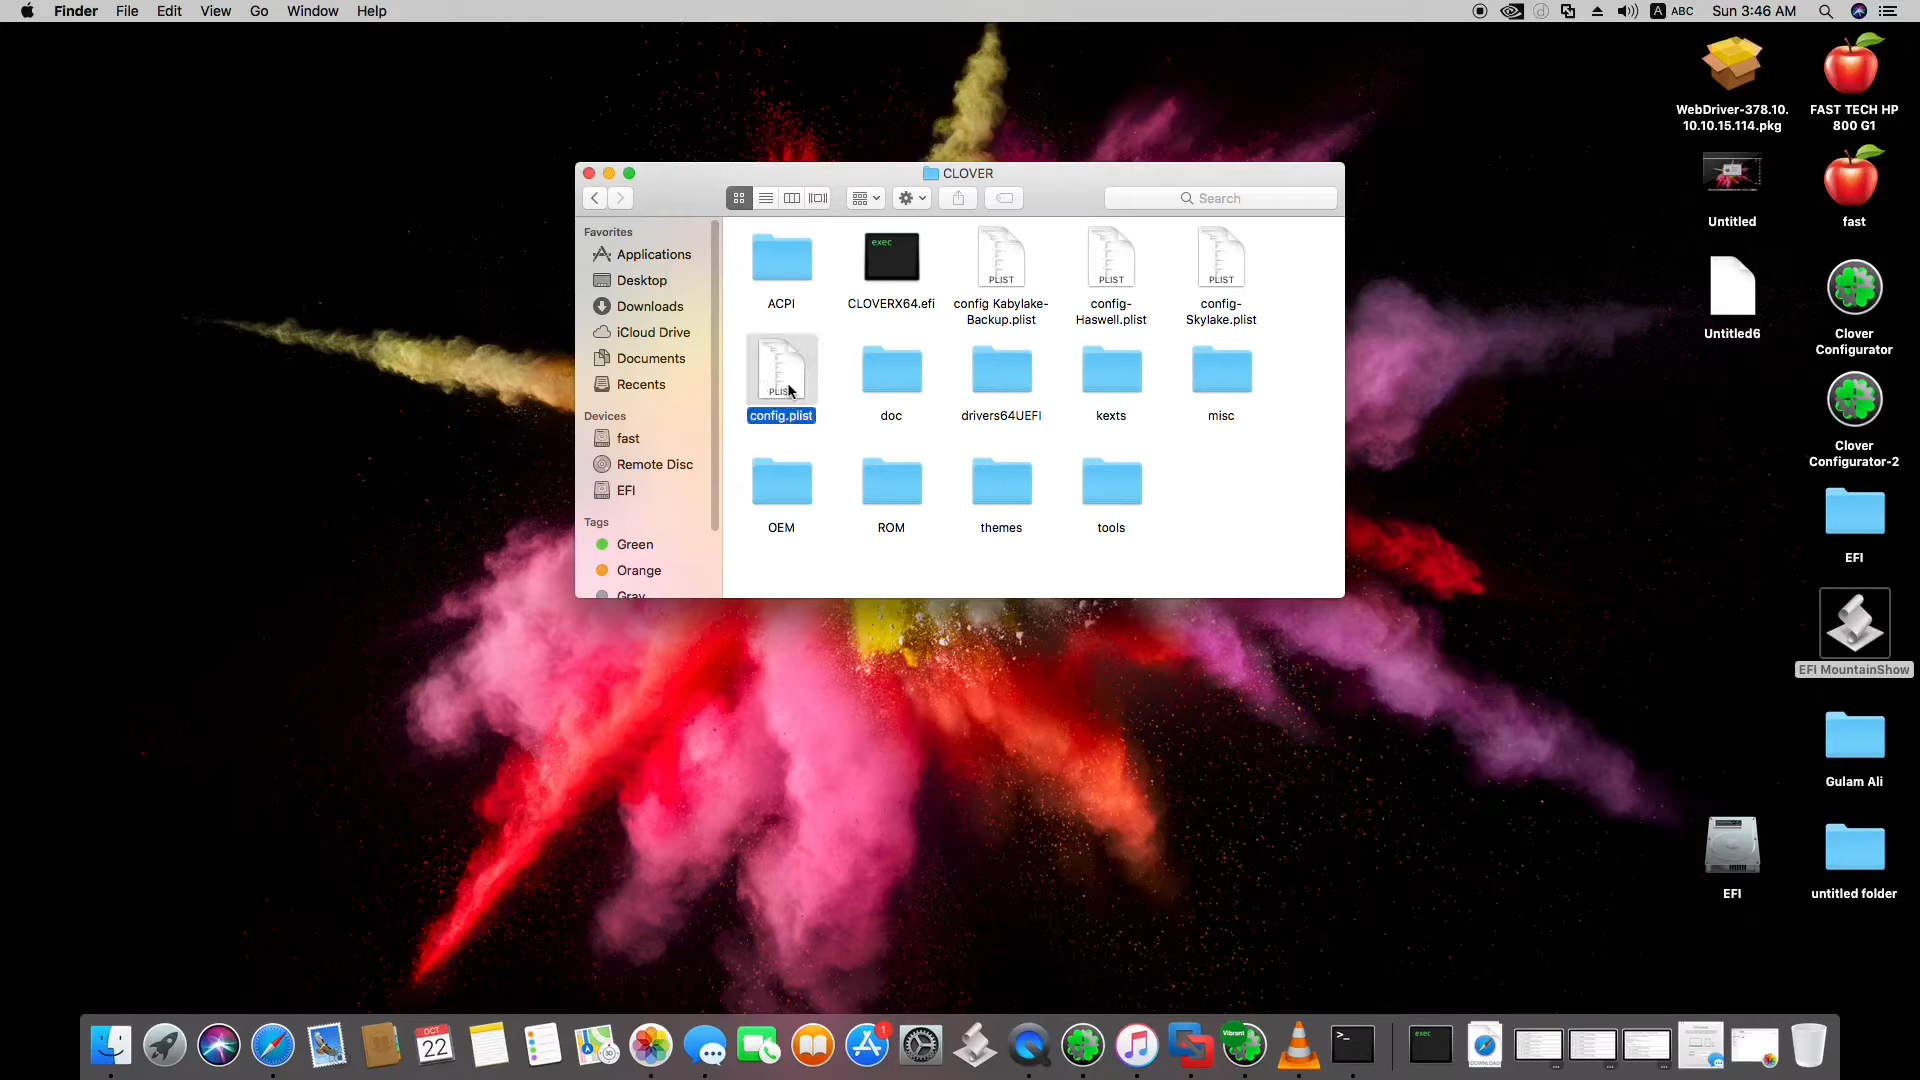 Finder File Edit View Go Window Help
ABC Sun 3:46 AM
CLOVER
Search
Favorites
Applications
Desktop
Downloads
iCloud Drive
Documents
Recents
Devices
fast
Remote Disc
EFI
Tags
Green
Orange
Gray
ACPI
exec
CLOVERX64.efi
PLIST
config Kabylake-
Backup.plist
PLIST
config-
Haswell.plist
PLIST
config-
Skylake.plist
PLIST
config.plist
doc
drivers64UEFI
kexts
misc
OEM
ROM
themes
tools
WebDriver-378.10.
10.10.15.114.pkg
FAST TECH HP
800 G1
Untitled
fast
Untitled6
Clover
Configurator
Clover
Configurator-2
EFI
EFI MountainShow
Gulam Ali
EFI
untitled folder
OCT
22
3D
1
Vibrant
>_
exec
DOWNLOAD